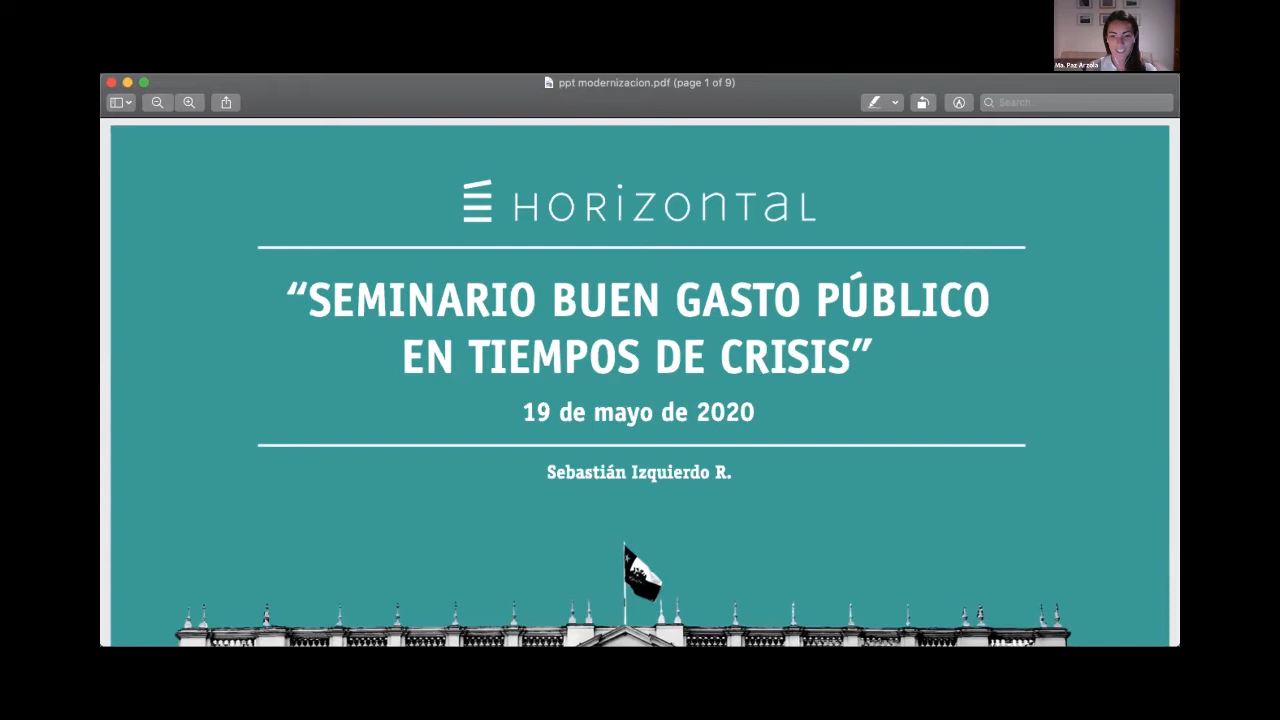 Ma. Paz Arzola
ppt modernizacion.pdf (page 1 of 9)
Search
HORIZONTAL
“SEMINARIO BUEN GASTO PÚBLICO
EN TIEMPOS DE CRISIS”
19 de mayo de 2020
Sebastián Izquierdo R.